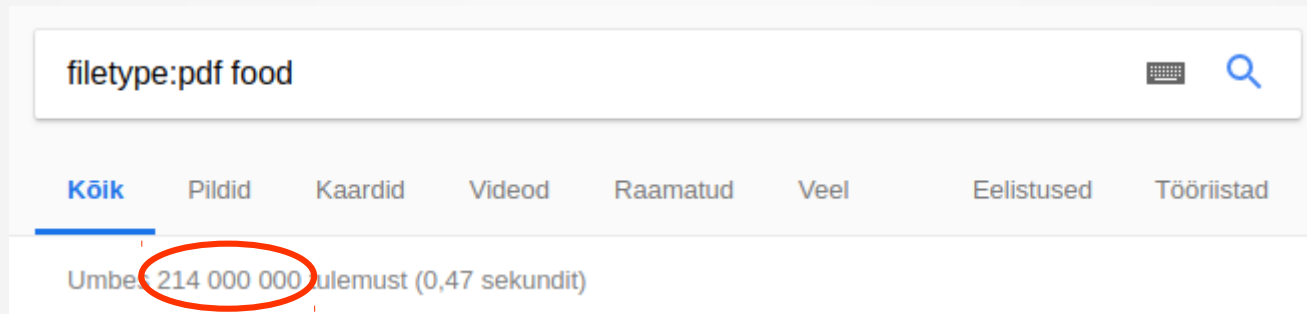 filetype:pdf food
Kõik Pildid Kaardid Videod Raamatud Veel Eelistused Tööriistad
Umbes 214 000 000 tulemust (0,47 sekundit)